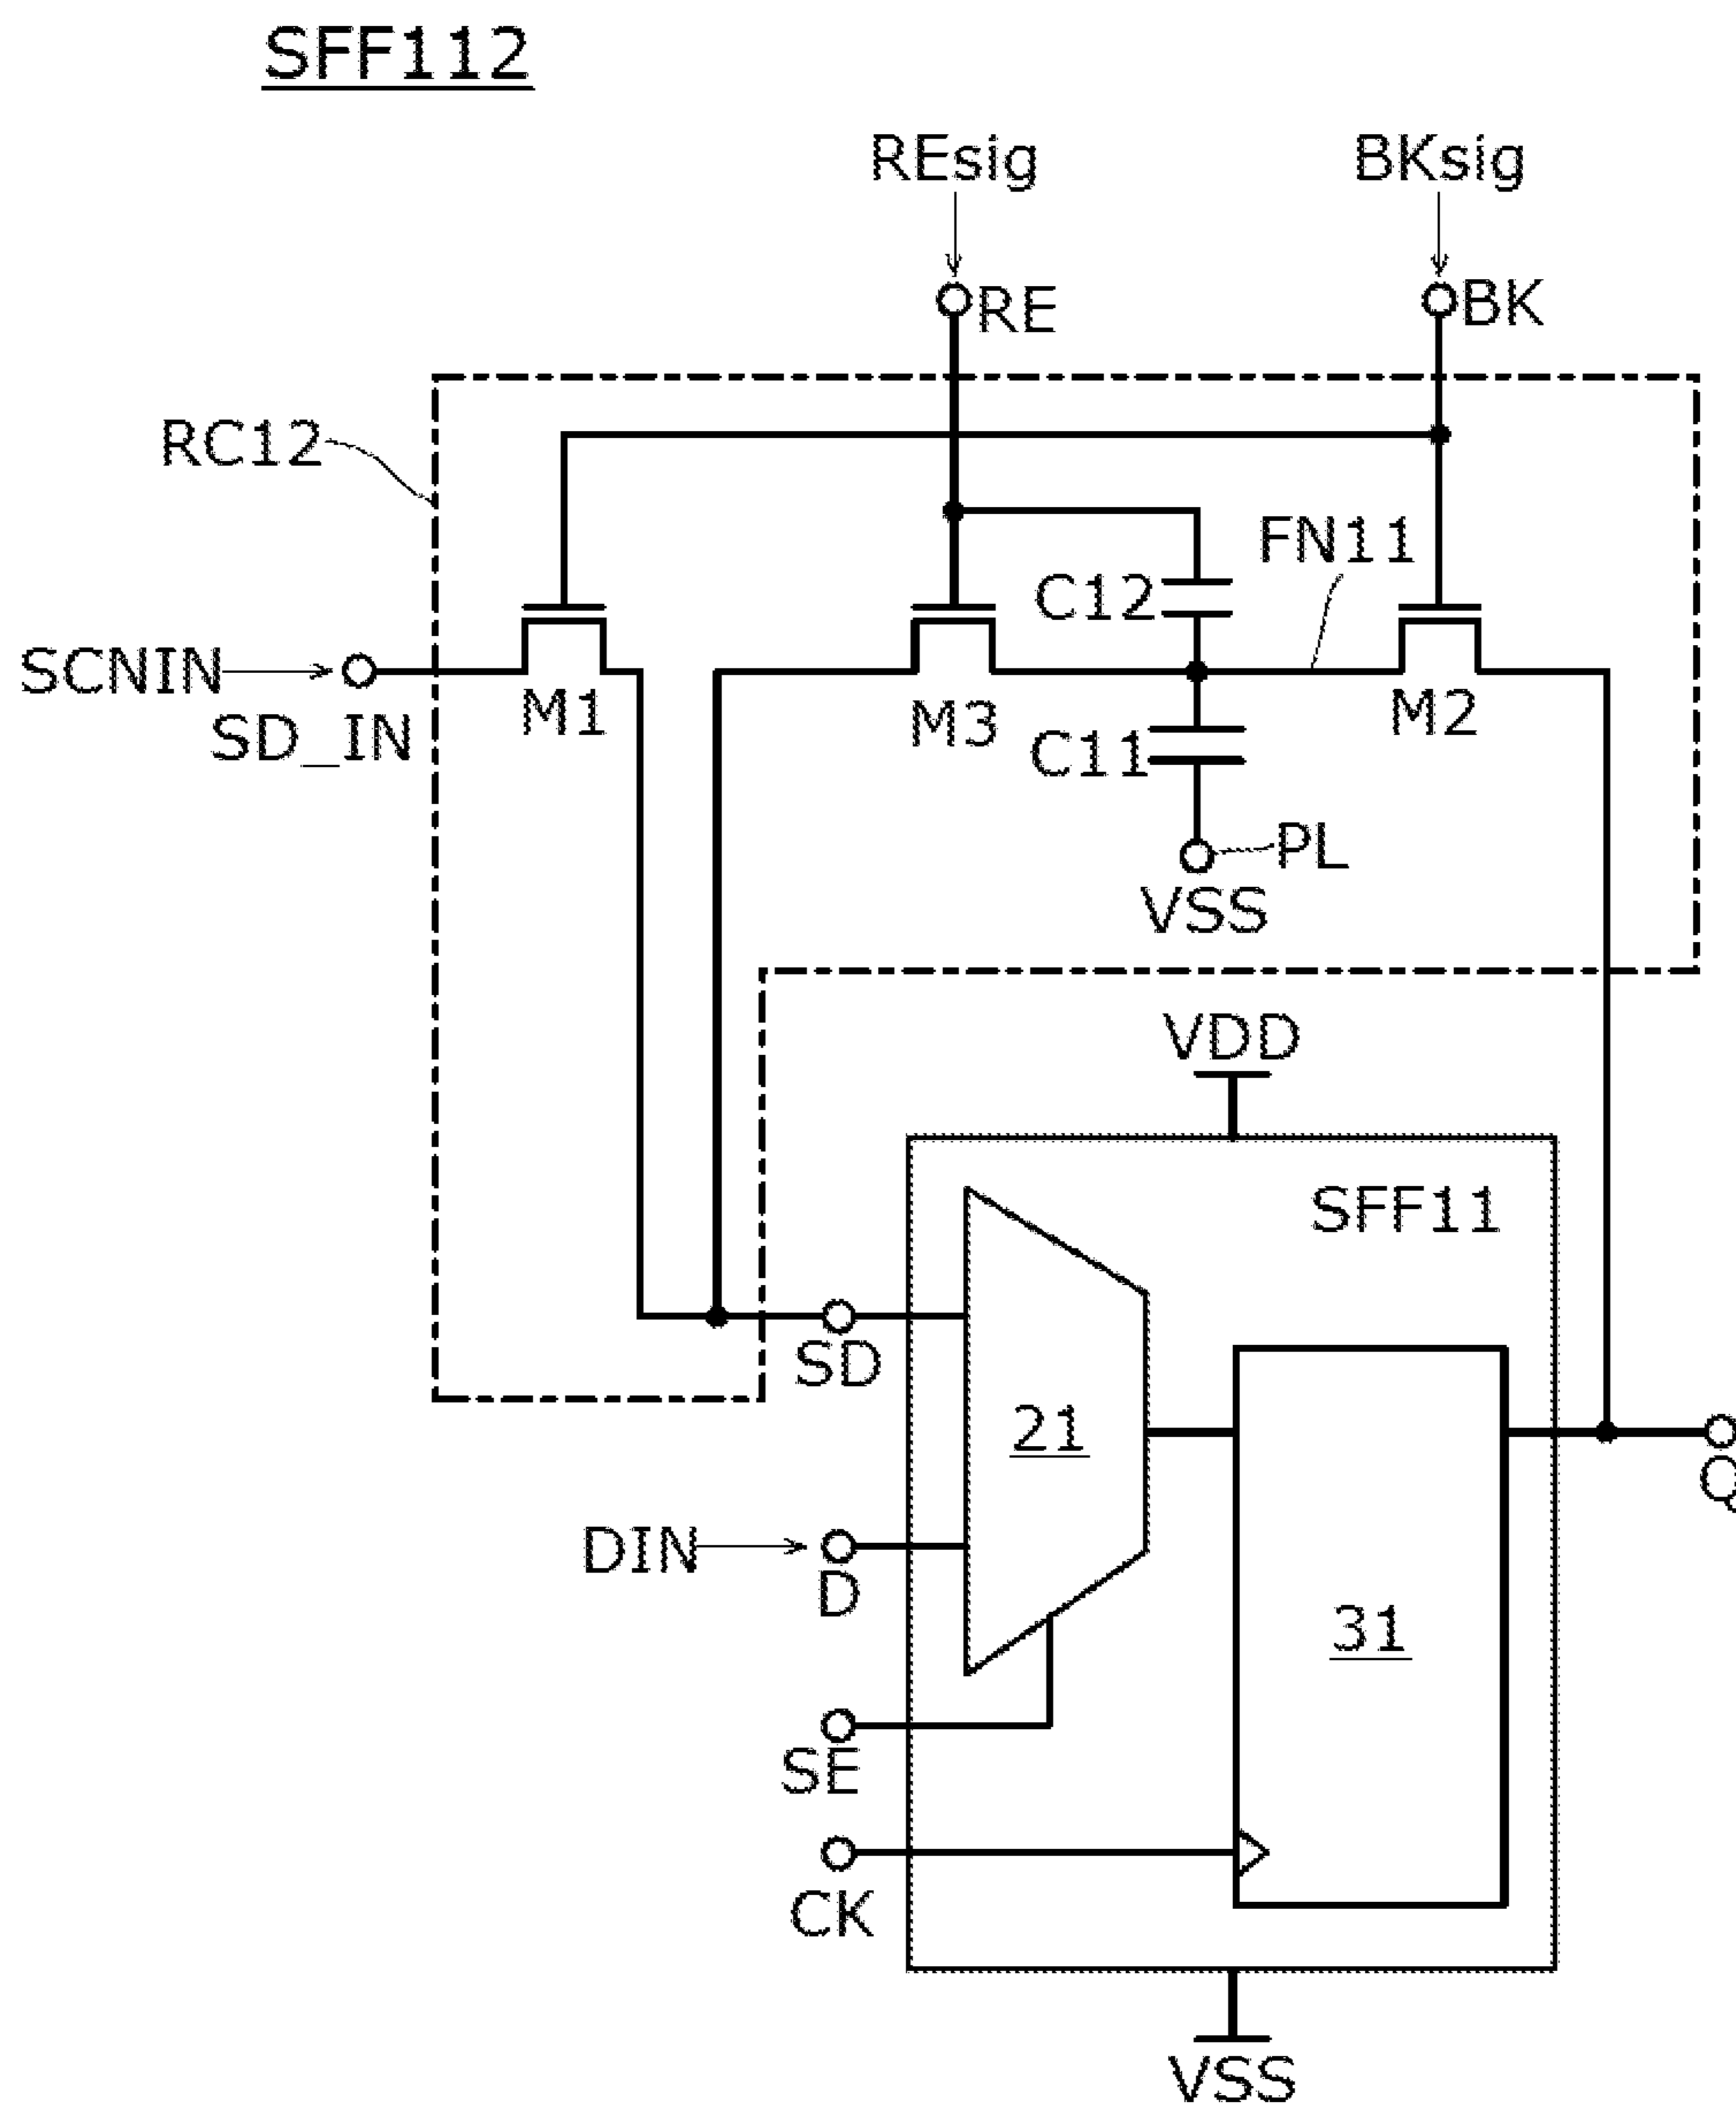 SFF112
REsig
BKsig
RE
BK
RC12
FN11
C12
SCNIN
SD_IN
M1
M3
M2
C11
PL
VSS
VDD
SFF11
SD
21
Q
DIN
D
31
SE
CK
VSS